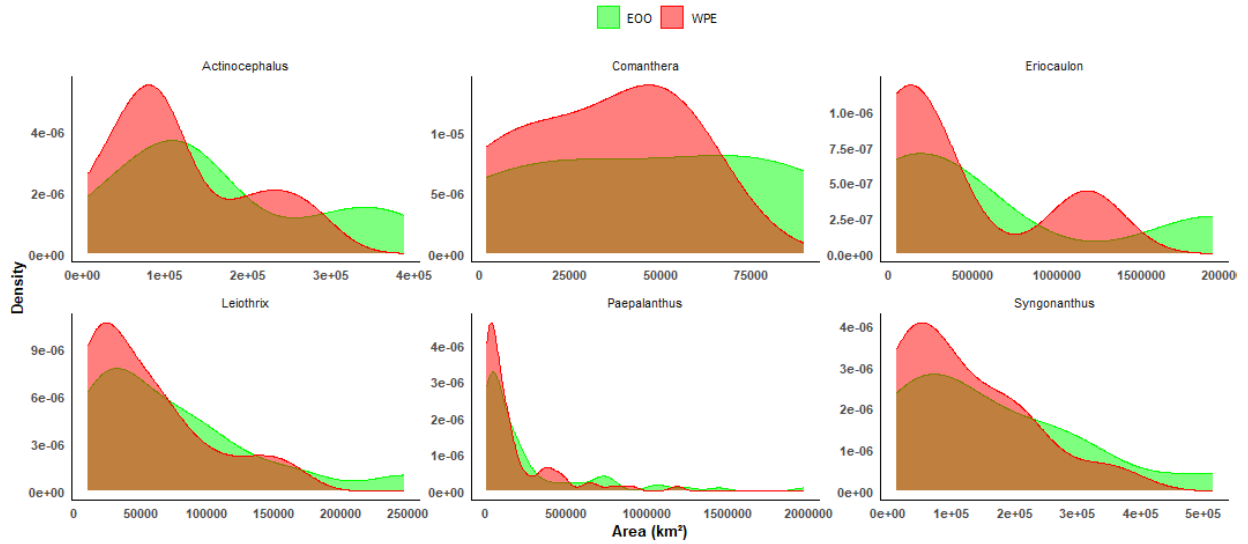 EOO WPE
Actinocephalus Comanthera Eriocaulon
4e-06
2e-06
0e+00
1e-05
5e-06
0e+00
1.0e-06
7.5e-07
5.0e-07
2.5e-07
0.0e+00
0e+00 1e+05 2e+05 3e+05 4e+05
0 25000 50000 75000
0 500000 1000000 1500000 200000
Density
Leiothrix Paepalanthus Syngonanthus
9e-06
6e-06
3e-06
0e+00
4e-06
3e-06
2e-06
1e-06
0e+00
4e-06
3e-06
2e-06
1e-06
0e+00
0 50000 100000 150000 200000 250000
0 500000 1000000 1500000 2000000
0e+00 1e+05 2e+05 3e+05 4e+05 5e+05
Area (km²)